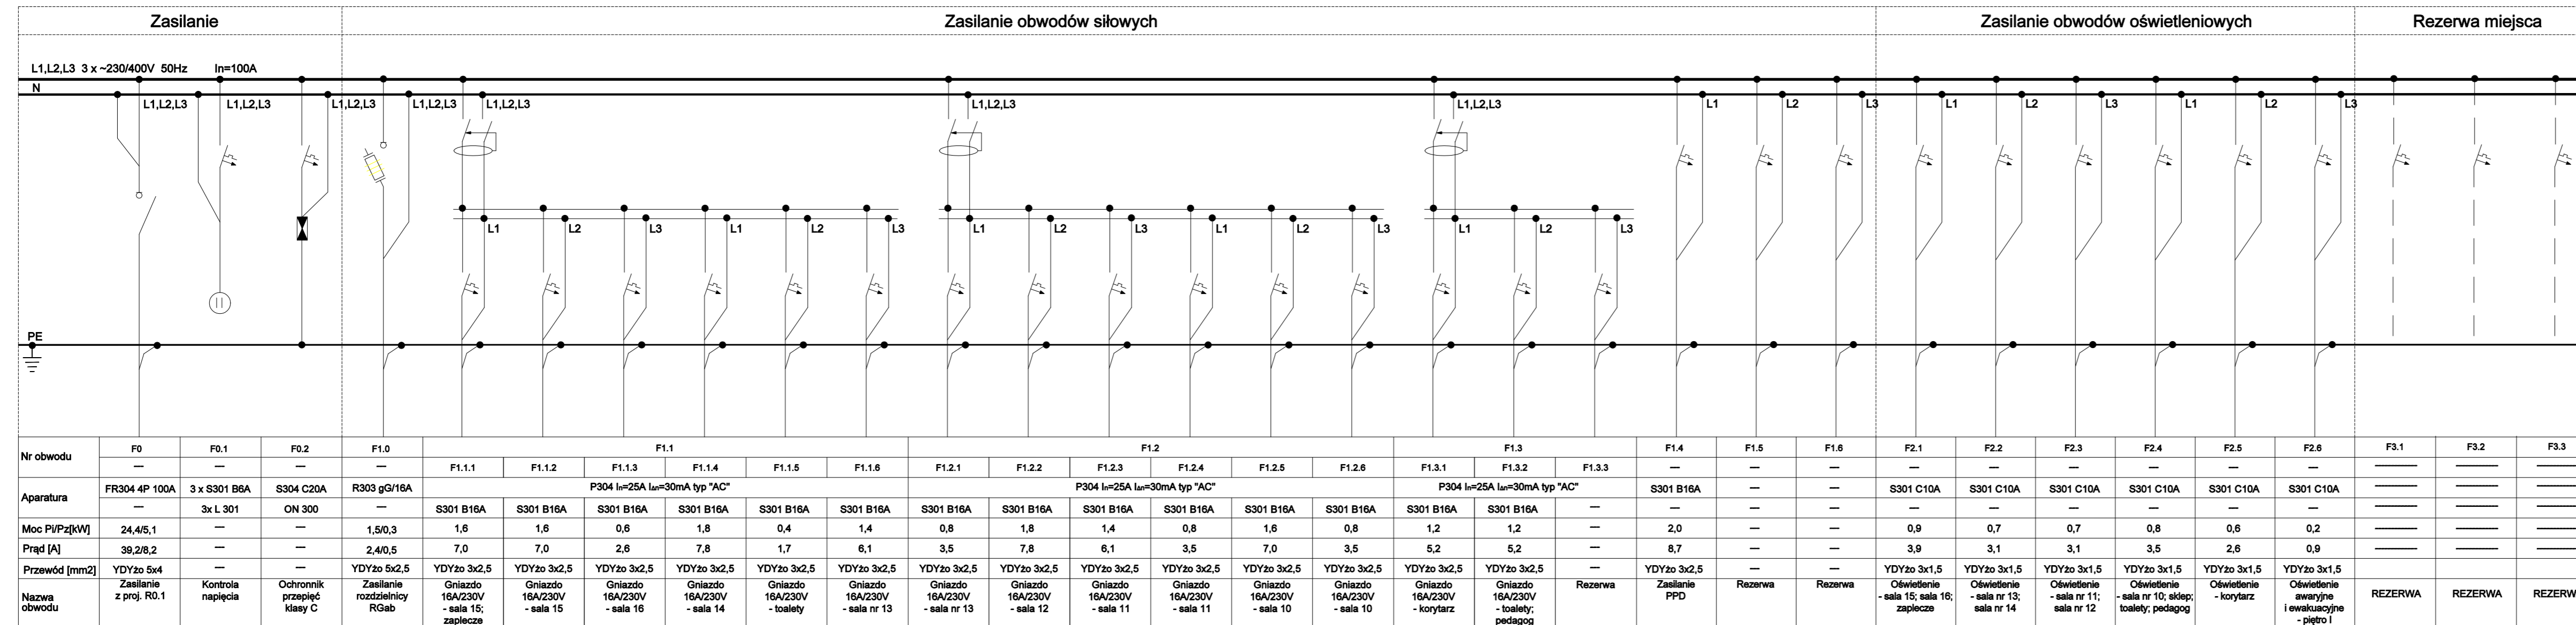 Zasilanie Zasilanie obwodów siłowych Zasilanie obwodów oświetleniowych Rezerwa miejsca
L1,L2,L3 3 x ~230/400V 50Hz In=100A
N
L1,L2,L3 L1,L2,L3 L1,L2,L3 L1,L2,L3 L1,L2,L3 L1,L2,L3 L1,L2,L3 L1 L2 L3 L1 L2 L3 L1 L2 L3
L1 L2 L3 L1 L2 L3 L1 L2 L3 L1 L2 L3 L1 L2 L3
PE
Nr obwodu F0 F0.1 F0.2 F1.0 F1.1 F1.2 F1.3 F1.4 F1.5 F1.6 F2.1 F2.2 F2.3 F2.4 F2.5 F2.6 F3.1 F3.2 F3.3
— — — — F1.1.1 F1.1.2 F1.1.3 F1.1.4 F1.1.5 F1.1.6 F1.2.1 F1.2.2 F1.2.3 F1.2.4 F1.2.5 F1.2.6 F1.3.1 F1.3.2 F1.3.3 — — — — — — — — — — — —
Aparatura FR304 4P 100A 3 x S301 B6A S304 C20A R303 gG/16A P304 In=25A IΔn=30mA typ "AC" P304 In=25A IΔn=30mA typ "AC" P304 In=25A IΔn=30mA typ "AC" S301 B16A — — S301 C10A S301 C10A S301 C10A S301 C10A S301 C10A S301 C10A — — —
— 3x L 301 ON 300 — S301 B16A S301 B16A S301 B16A S301 B16A S301 B16A S301 B16A S301 B16A S301 B16A S301 B16A S301 B16A S301 B16A S301 B16A S301 B16A S301 B16A — — — — — — — — — — — — —
Moc Pi/Pz[kW] 24,4/5,1 — — 1,5/0,3 1,6 1,6 0,6 1,8 0,4 1,4 0,8 1,8 1,4 0,8 1,6 0,8 1,2 1,2 — 2,0 — — 0,9 0,7 0,7 0,8 0,6 0,2 — — —
Prąd [A] 39,2/8,2 — — 2,4/0,5 7,0 7,0 2,6 7,8 1,7 6,1 3,5 7,8 6,1 3,5 7,0 3,5 5,2 5,2 — 8,7 — — 3,9 3,1 3,1 3,5 2,6 0,9 — — —
Przewód [mm2] YDYżo 5x4 — — YDYżo 5x2,5 YDYżo 3x2,5 YDYżo 3x2,5 YDYżo 3x2,5 YDYżo 3x2,5 YDYżo 3x2,5 YDYżo 3x2,5 YDYżo 3x2,5 YDYżo 3x2,5 YDYżo 3x2,5 YDYżo 3x2,5 YDYżo 3x2,5 YDYżo 3x2,5 YDYżo 3x2,5 YDYżo 3x2,5 — YDYżo 3x2,5 — — YDYżo 3x1,5 YDYżo 3x1,5 YDYżo 3x1,5 YDYżo 3x1,5 YDYżo 3x1,5 YDYżo 3x1,5
Nazwa
obwodu
Zasilanie
z proj. R0.1
Kontrola
napięcia
Ochronnik
przepięć
klasy C
Zasilanie
rozdzielnicy
RGab
Gniazdo
16A/230V
- sala 15;
zaplecze
Gniazdo
16A/230V
- sala 15
Gniazdo
16A/230V
- sala 16
Gniazdo
16A/230V
- sala 14
Gniazdo
16A/230V
- toalety
Gniazdo
16A/230V
- sala nr 13
Gniazdo
16A/230V
- sala nr 13
Gniazdo
16A/230V
- sala 12
Gniazdo
16A/230V
- sala 11
Gniazdo
16A/230V
- sala 11
Gniazdo
16A/230V
- sala 10
Gniazdo
16A/230V
- sala 10
Gniazdo
16A/230V
- korytarz
Gniazdo
16A/230V
- toalety;
pedagog
Rezerwa
Zasilanie
PPD
Rezerwa
Rezerwa
Oświetlenie
- sala 15; sala 16;
zaplecze
Oświetlenie
- sala nr 13;
sala nr 14
Oświetlenie
- sala nr 11;
sala nr 12
Oświetlenie
- sala nr 10; sklep;
toalety; pedagog
Oświetlenie
- korytarz
Oświetlenie
awaryjne
i ewakuacyjne
- piętro I
REZERWA
REZERWA
REZERW